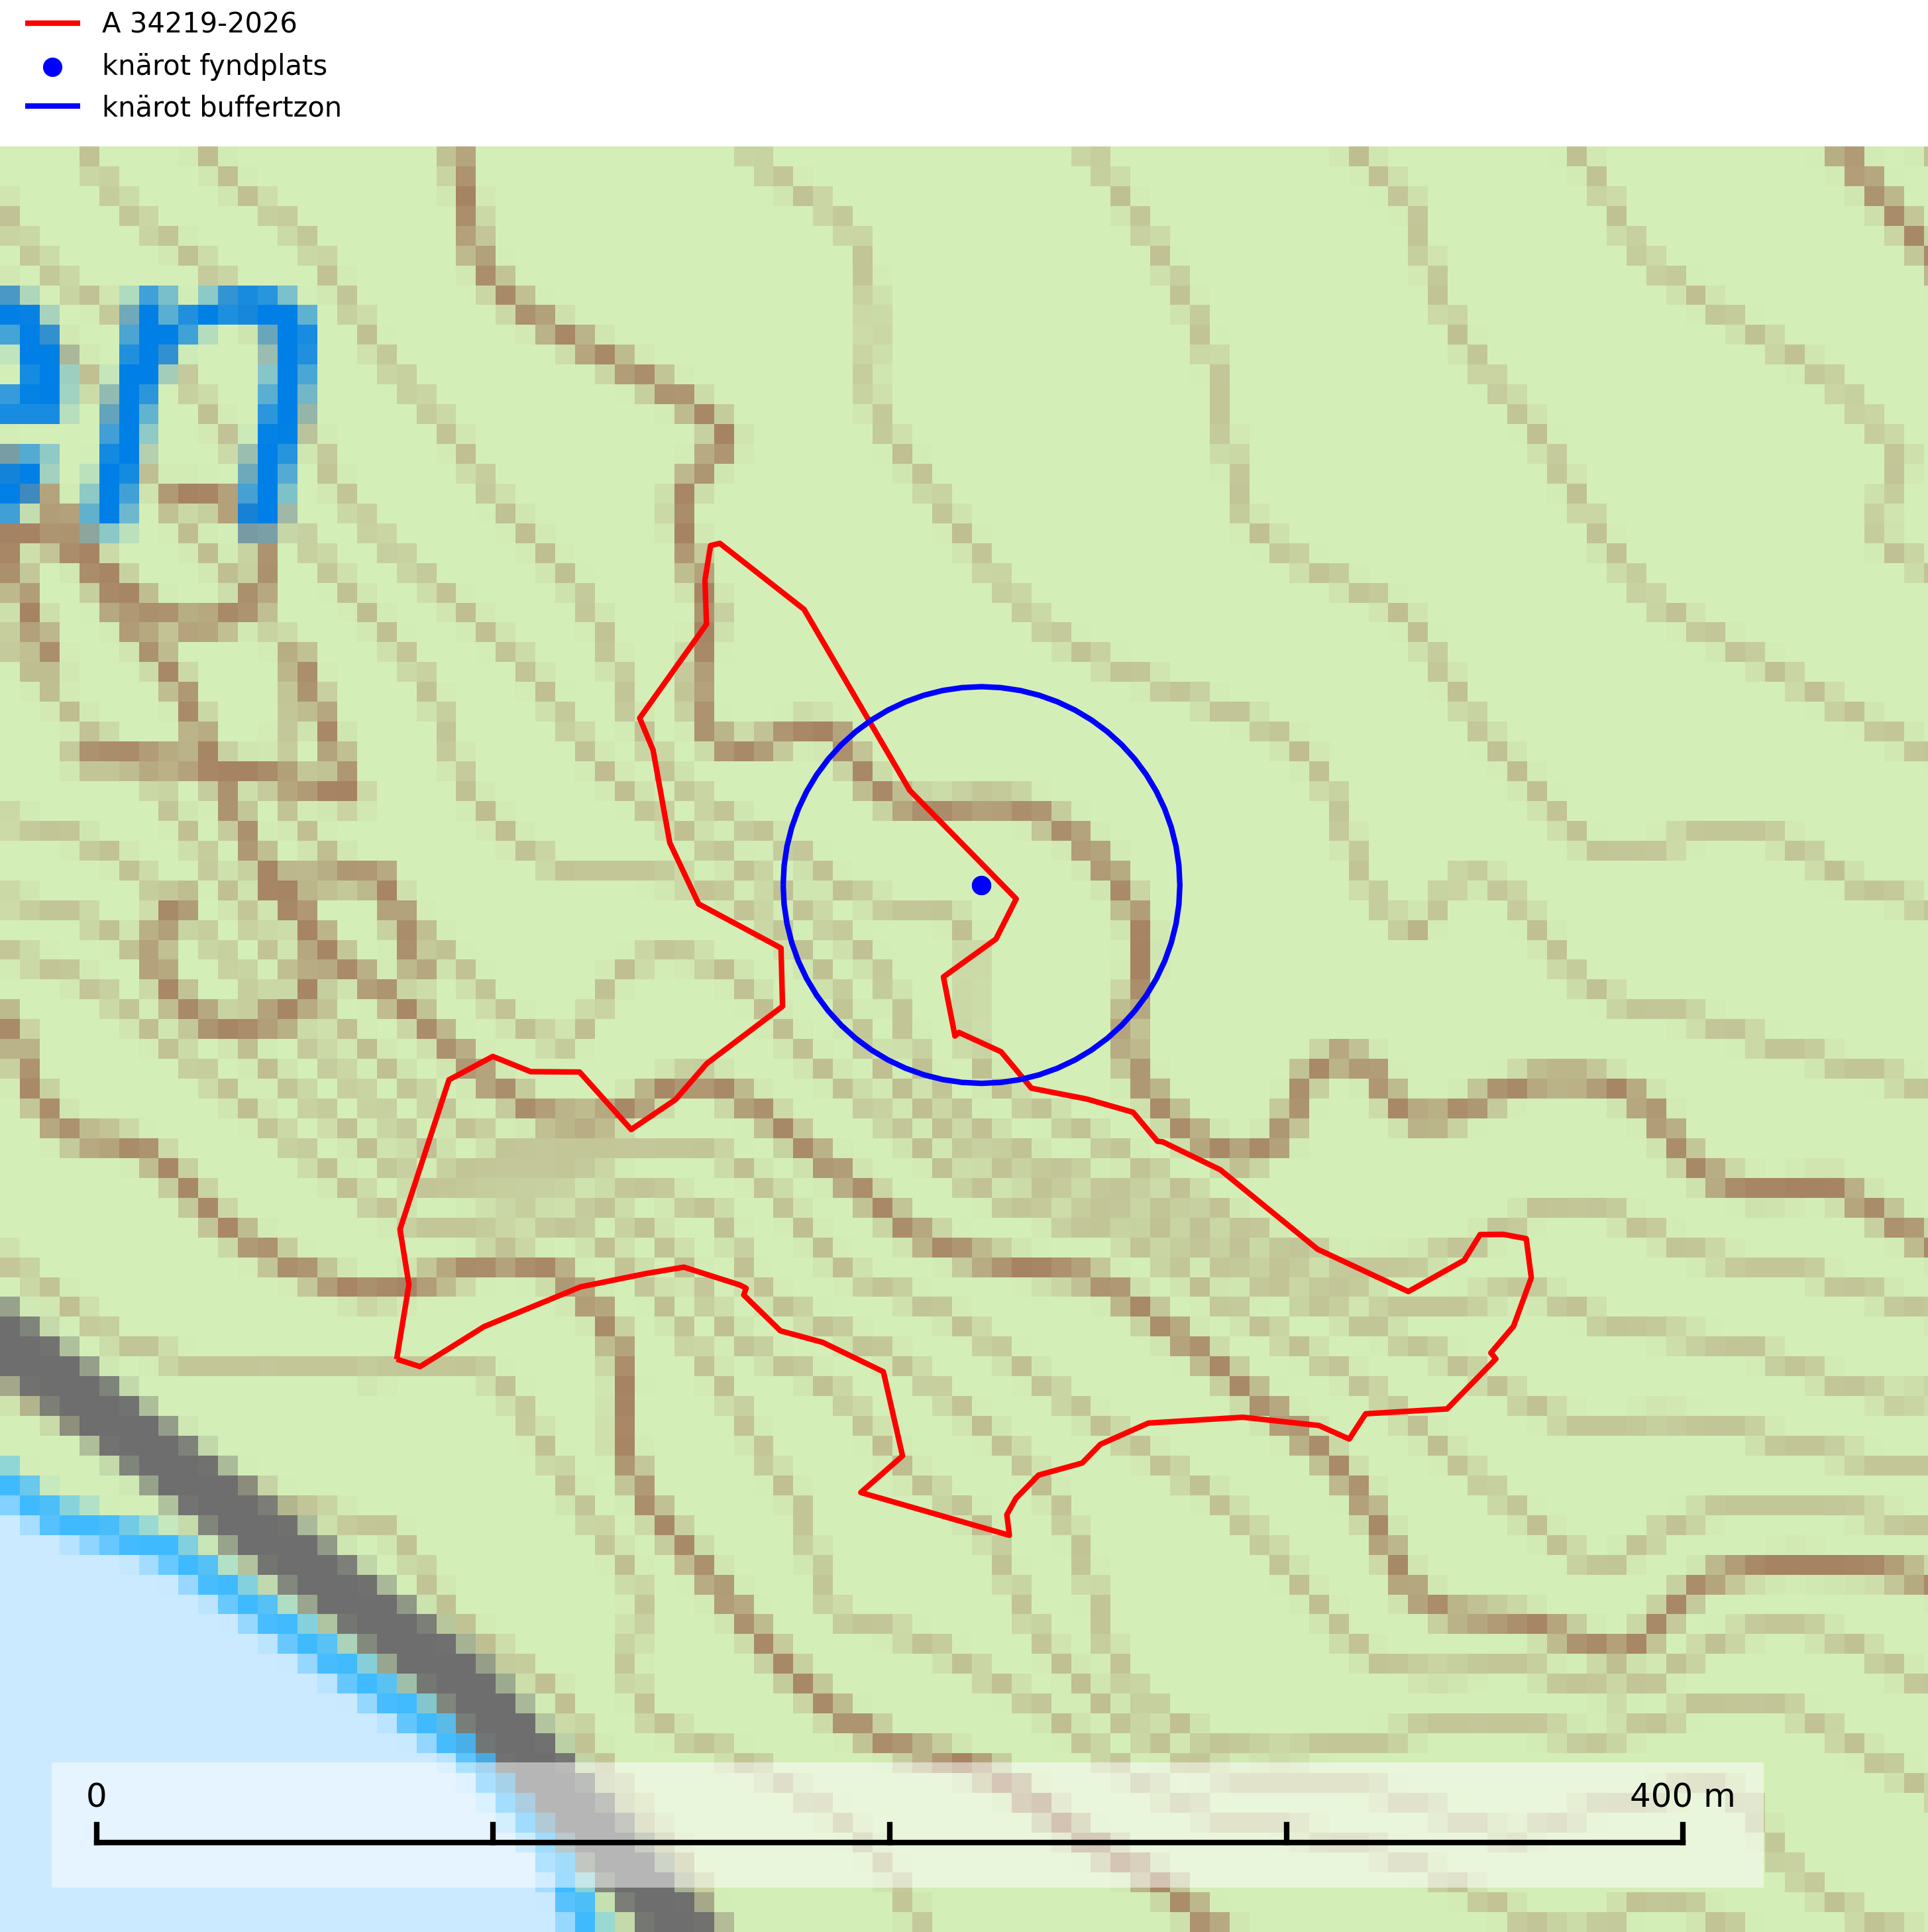 A 34219-2026
knärot fyndplats
knärot buffertzon
0
400 m